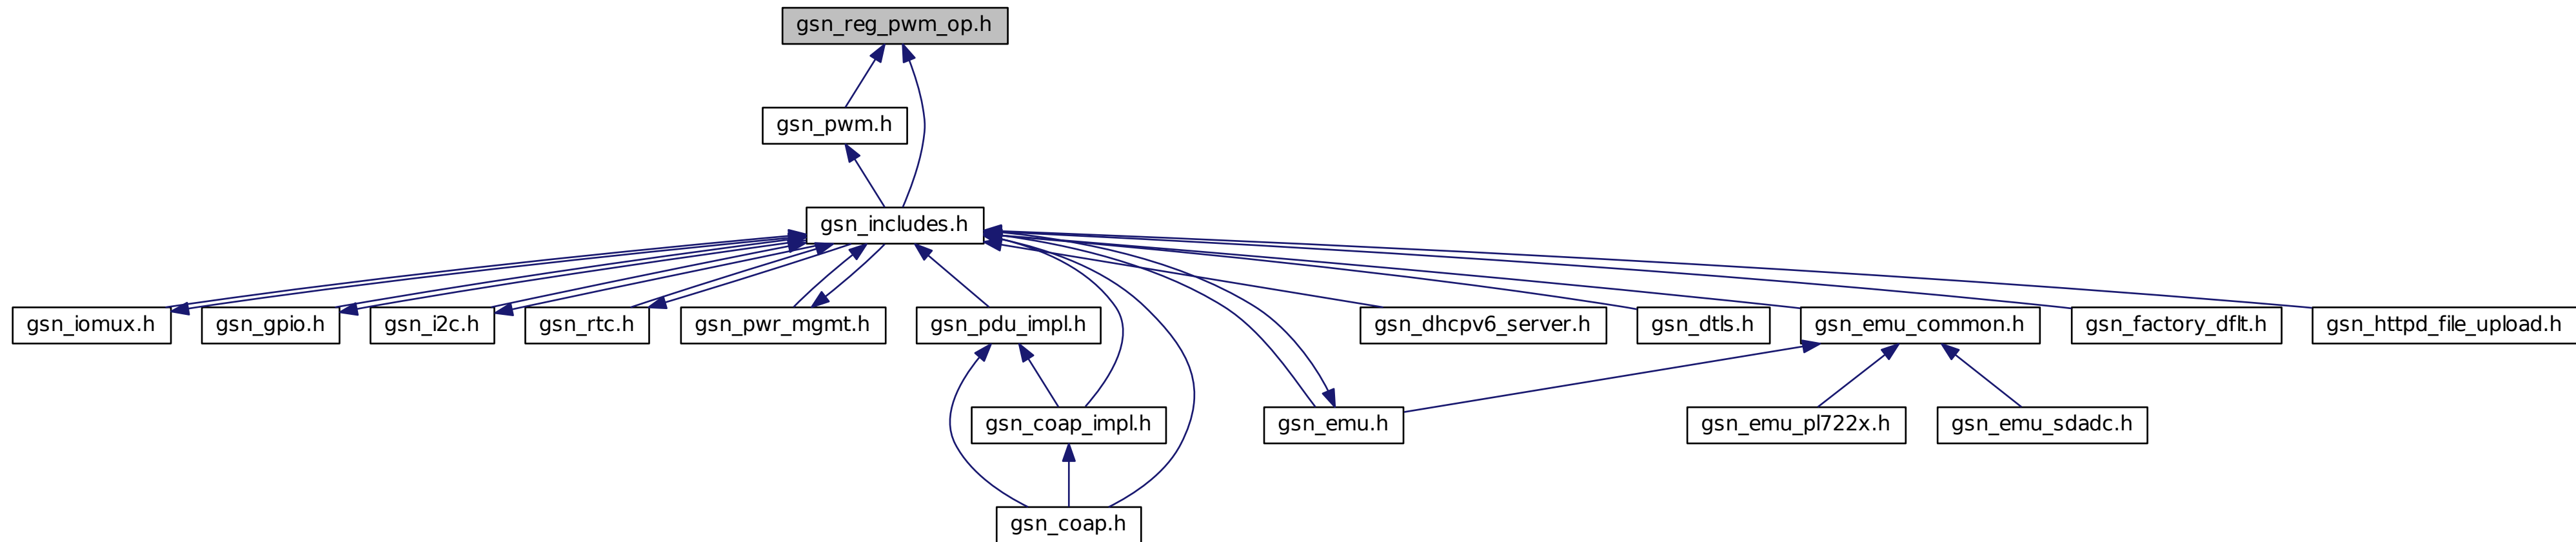 gsn_reg_pwm_op.h
gsn_pwm.h
gsn_includes.h
gsn_iomux.h
gsn_gpio.h
gsn_i2c.h
gsn_rtc.h
gsn_pwr_mgmt.h
gsn_pdu_impl.h
gsn_dhcpv6_server.h
gsn_dtls.h
gsn_emu_common.h
gsn_factory_dflt.h
gsn_httpd_file_upload.h
gsn_coap_impl.h
gsn_emu.h
gsn_emu_pl722x.h
gsn_emu_sdadc.h
gsn_coap.h